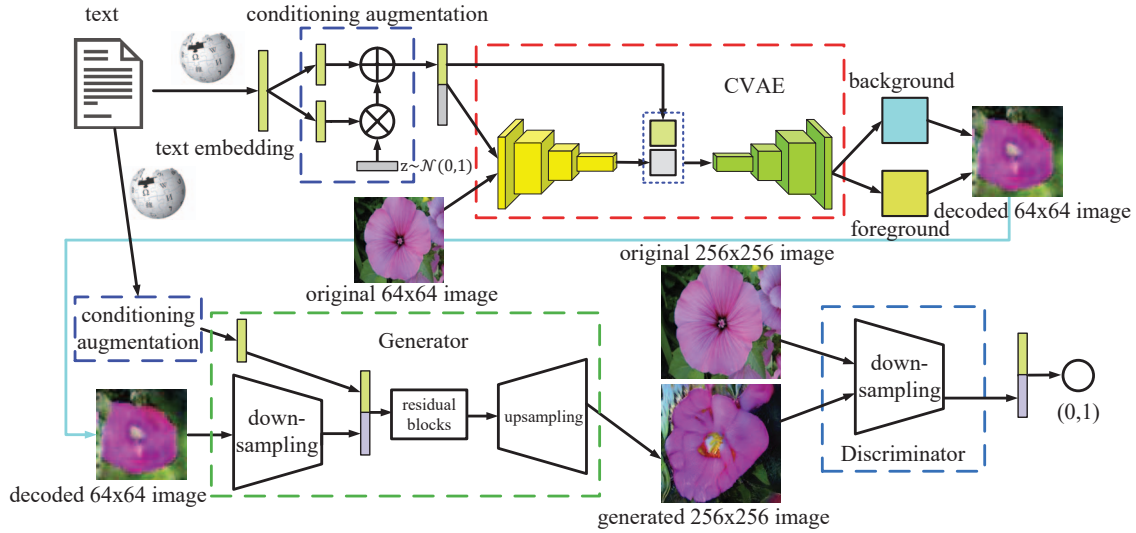 text
conditioning augmentation
CVAE
background
text embedding
z~𝒩(0,1)
foreground
decoded 64x64 image
original 64x64 image
original 256x256 image
conditioning
augmentation
Generator
down-
sampling
residual
blocks
upsampling
down-
sampling
Discriminator
(0,1)
decoded 64x64 image
generated 256x256 image